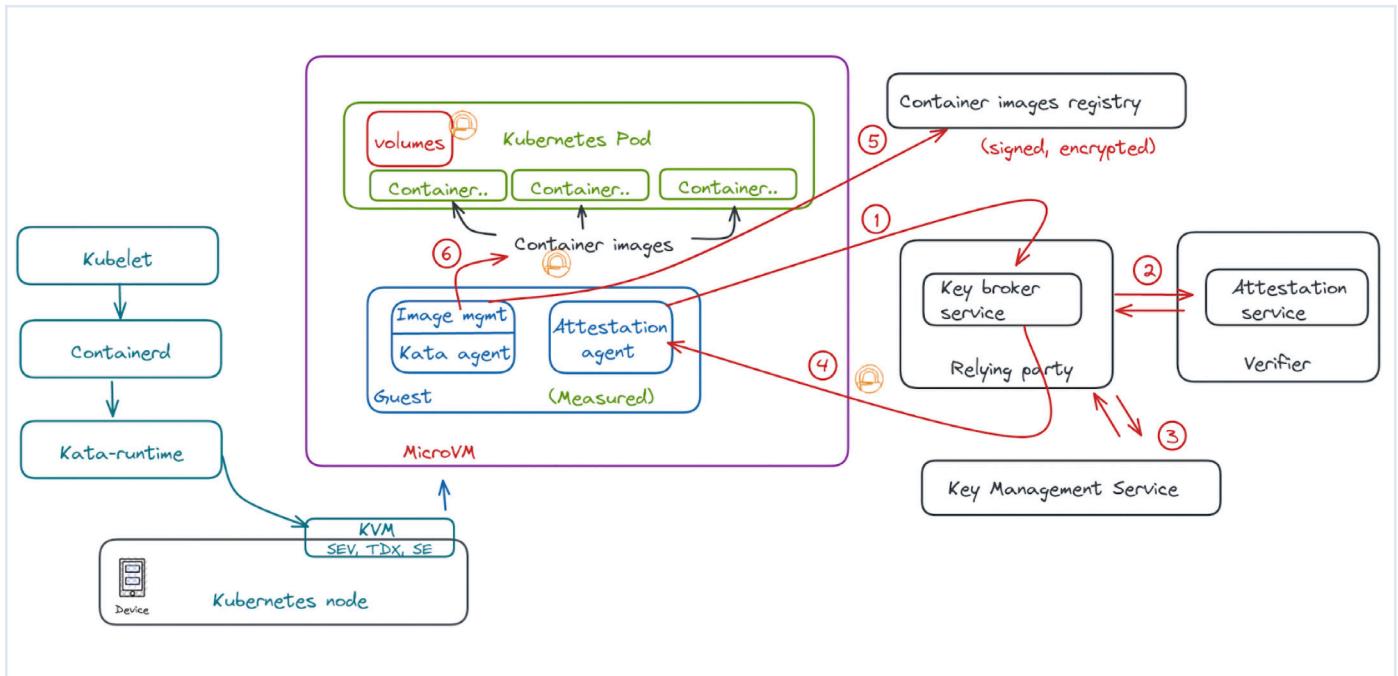 Container images registry
(signed, encrypted)
5
volumes
Kubernetes Pod
Container..
Container..
Container..
1
Container images
6
Kubelet
Containerd
Kata-runtime
Image mgmt
Kata agent
Attestation
agent
Guest
(Measured)
MicroVM
Key broker
service
Relying party
2
Attestation
service
Verifier
4
3
Key Management Service
KVM
SEV, TDX, SE
Device
Kubernetes node